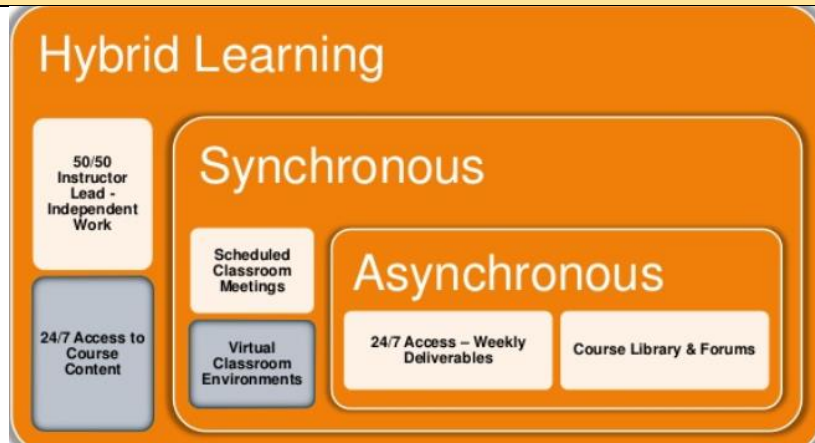 Hybrid Learning
50/50
Instructor
Lead -
Independent
Work
24/7 Access to
Course
Content
Synchronous
Scheduled
Classroom
Meetings
Virtual
Classroom
Environments
Asynchronous
24/7 Access – Weekly
Deliverables
Course Library & Forums